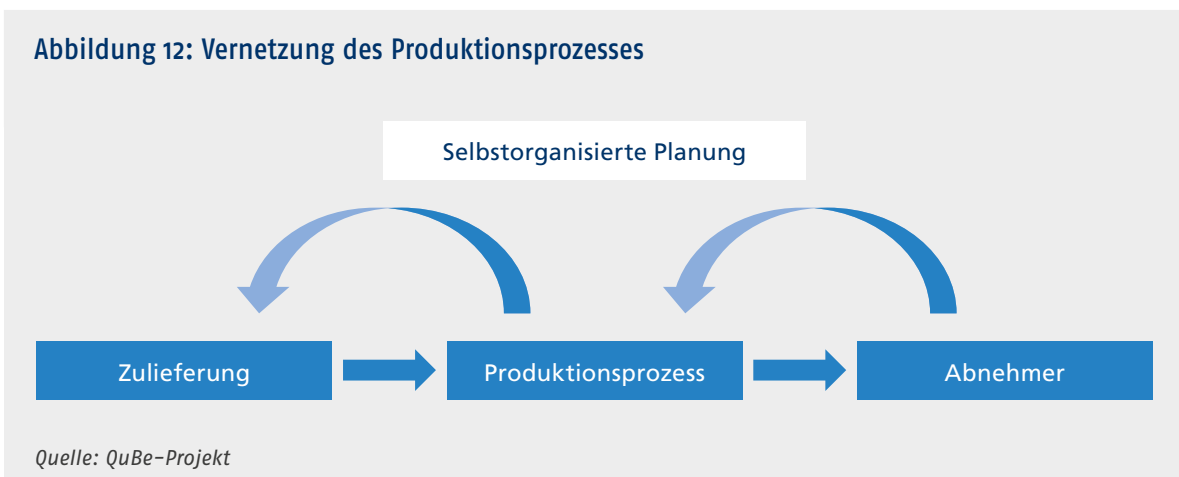 Abbildung 12: Vernetzung des Produktionsprozesses
Selbstorganisierte Planung
Zulieferung
Produktionsprozess
Abnehmer
Quelle: QuBe-Projekt